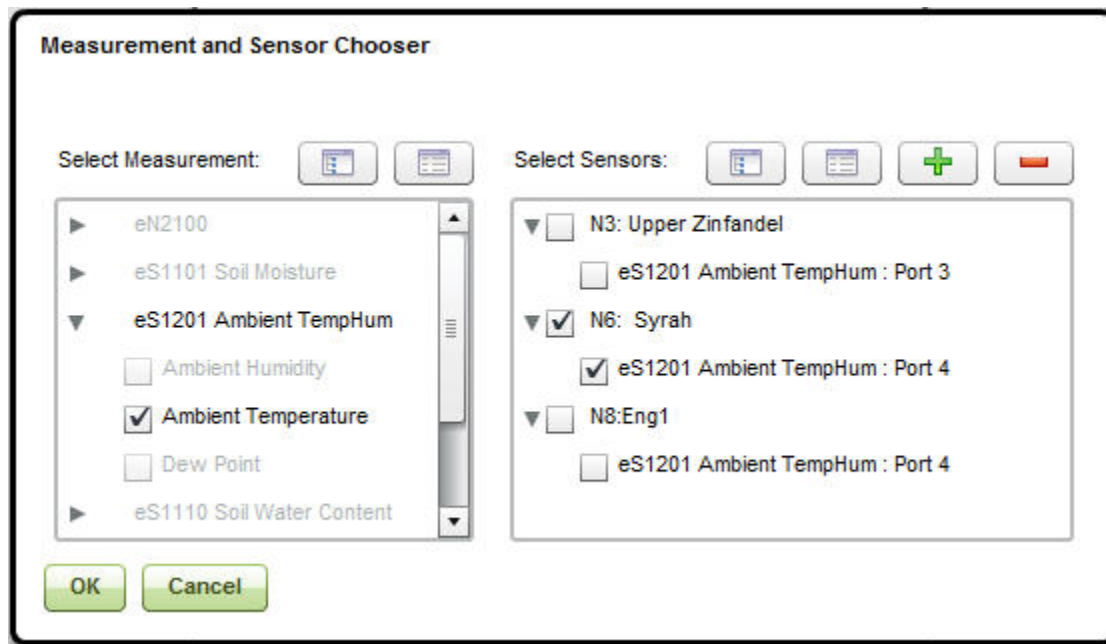 Measurement and Sensor Chooser
Select Measurement:
eN2100
eS1101 Soil Moisture
eS1201 Ambient TempHum
Ambient Humidity
Ambient Temperature
Dew Point
eS1110 Soil Water Content
Select Sensors:
N3: Upper Zinfandel
eS1201 Ambient TempHum : Port 3
N6: Syrah
eS1201 Ambient TempHum : Port 4
N8:Eng1
eS1201 Ambient TempHum : Port 4
OK
Cancel